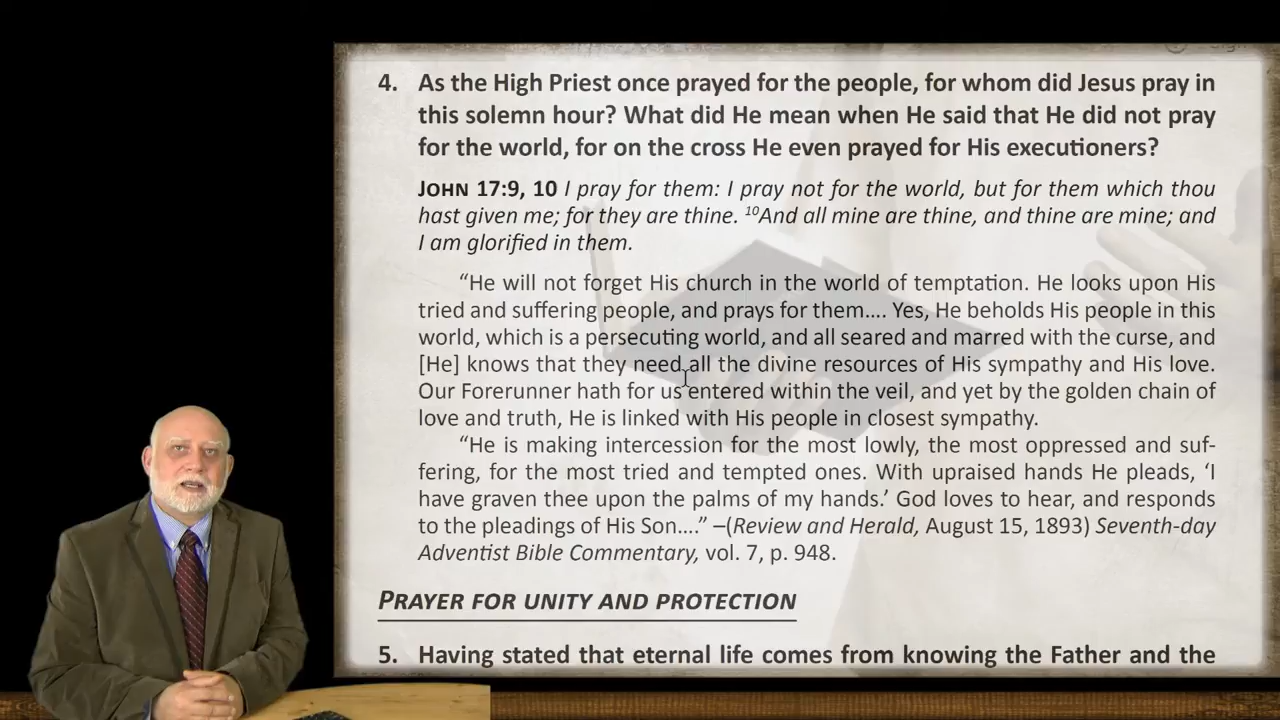 4. As the High Priest once prayed for the people, for whom did Jesus pray in
this solemn hour? What did He mean when He said that He did not pray
for the world, for on the cross He even prayed for His executioners?
JOHN 17:9, 10 I pray for them: I pray not for the world, but for them which thou
hast given me; for they are thine. ¹⁰And all mine are thine, and thine are mine; and
I am glorified in them.
“He will not forget His church in the world of temptation. He looks upon His
tried and suffering people, and prays for them.... Yes, He beholds His people in this
world, which is a persecuting world, and all seared and marred with the curse, and
[He] knows that they need all the divine resources of His sympathy and His love.
Our Forerunner hath for us entered within the veil, and yet by the golden chain of
love and truth, He is linked with His people in closest sympathy.
“He is making intercession for the most lowly, the most oppressed and suf-
fering, for the most tried and tempted ones. With upraised hands He pleads, ‘I
have graven thee upon the palms of my hands.’ God loves to hear, and responds
to the pleadings of His Son....” –(Review and Herald, August 15, 1893) Seventh-day
Adventist Bible Commentary, vol. 7, p. 948.
PRAYER FOR UNITY AND PROTECTION
5. Having stated that eternal life comes from knowing the Father and the